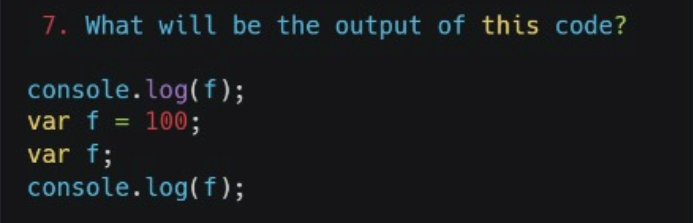 7. What will be the output of this code?
console.log(f);
var f = 100;
var f;
console.log(f);